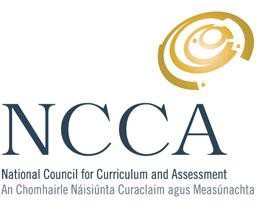 NCCA
National Council for Curriculum and Assessment
An Chomhairle Náisiúnta Curaclaim agus Measúnachta